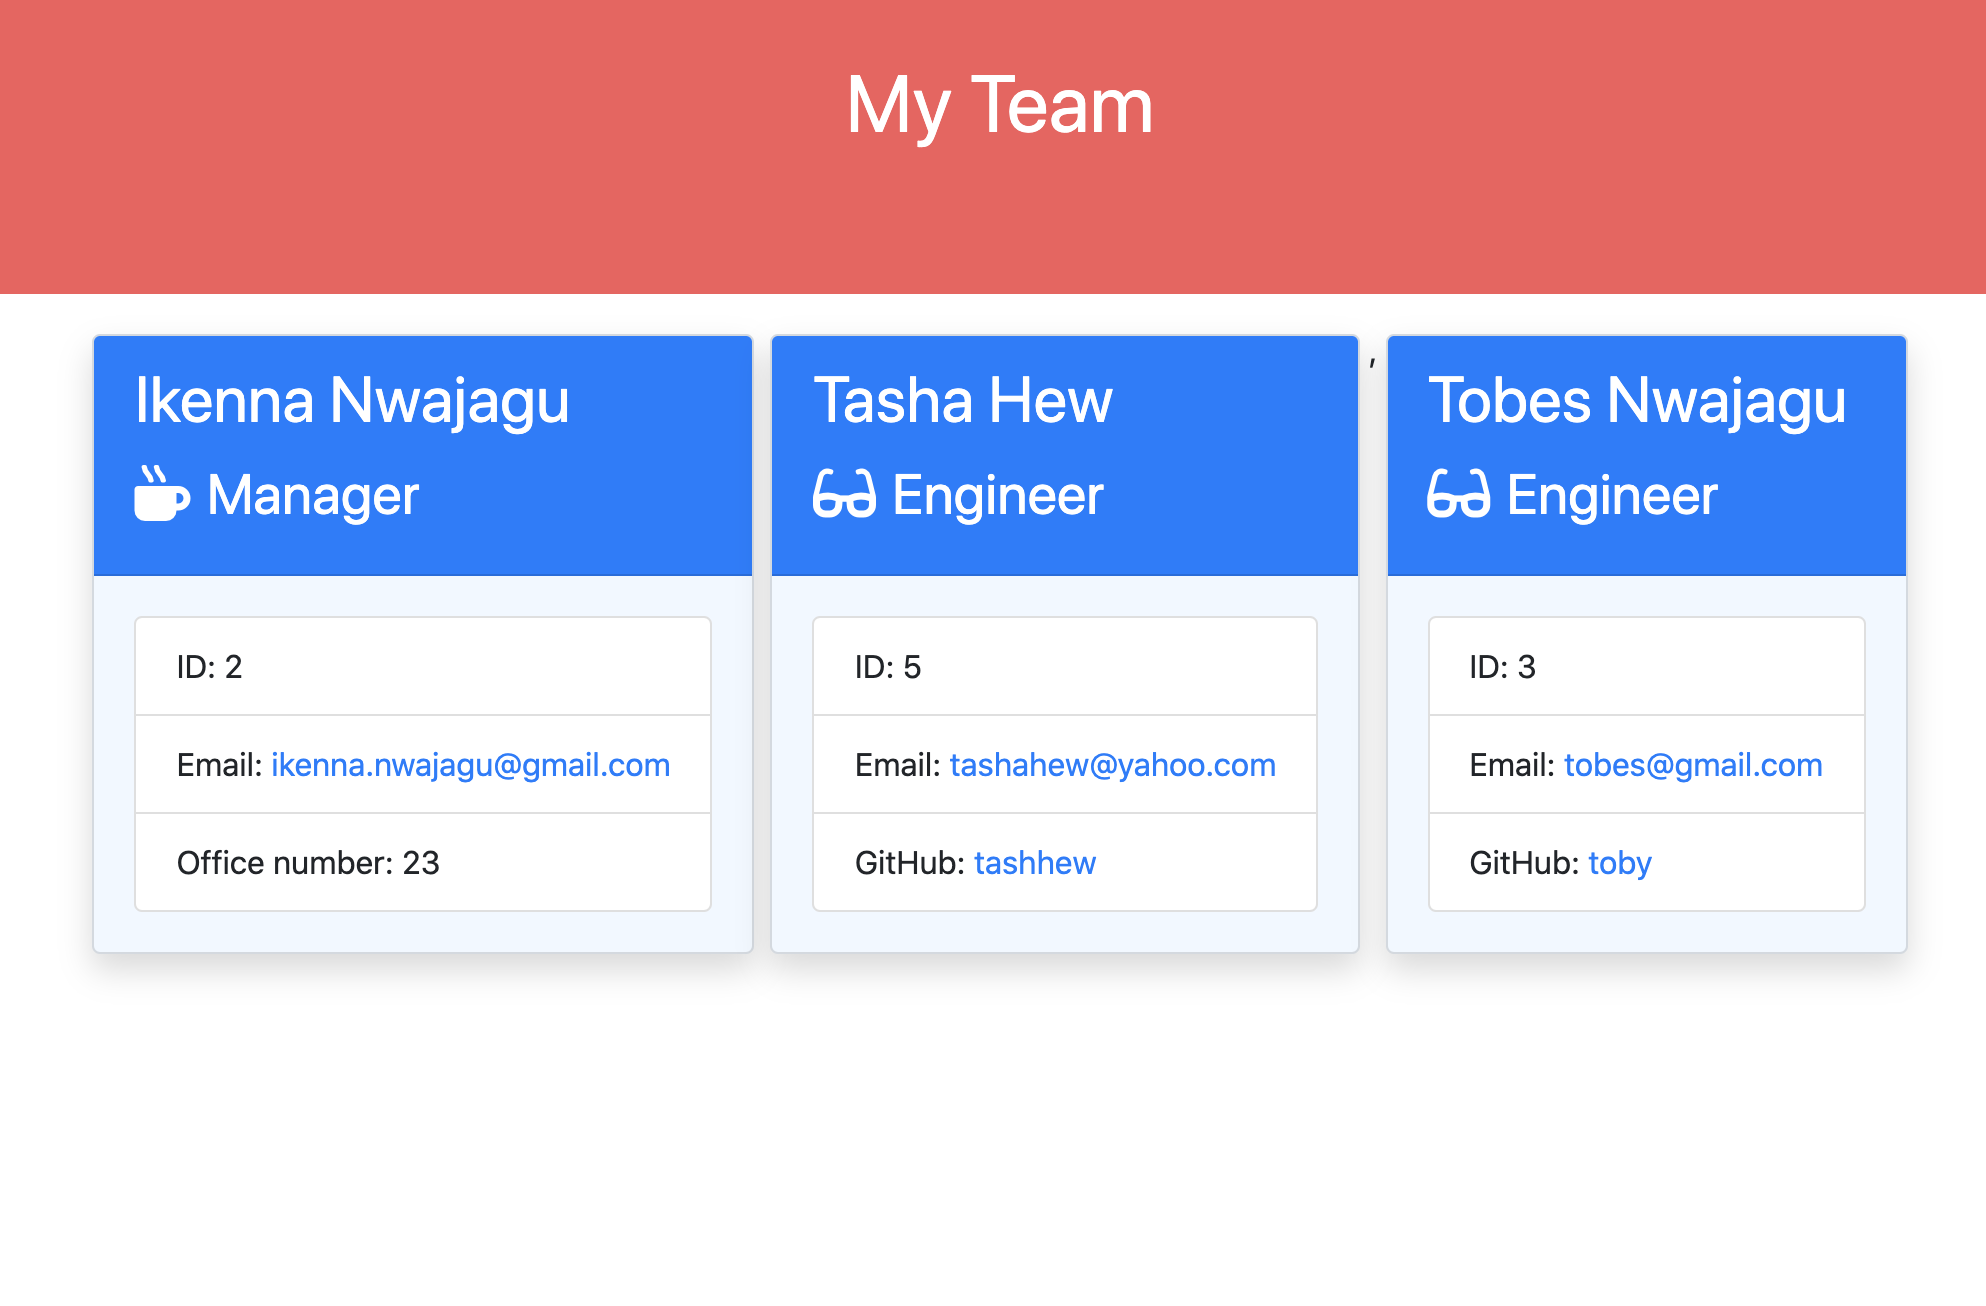 My Team
Ikenna Nwajagu
Manager
ID: 2
Email: ikenna.nwajagu@gmail.com
Office number: 23
Tasha Hew
Engineer
ID: 5
Email: tashahew@yahoo.com
GitHub: tashhew
,
Tobes Nwajagu
Engineer
ID: 3
Email: tobes@gmail.com
GitHub: toby